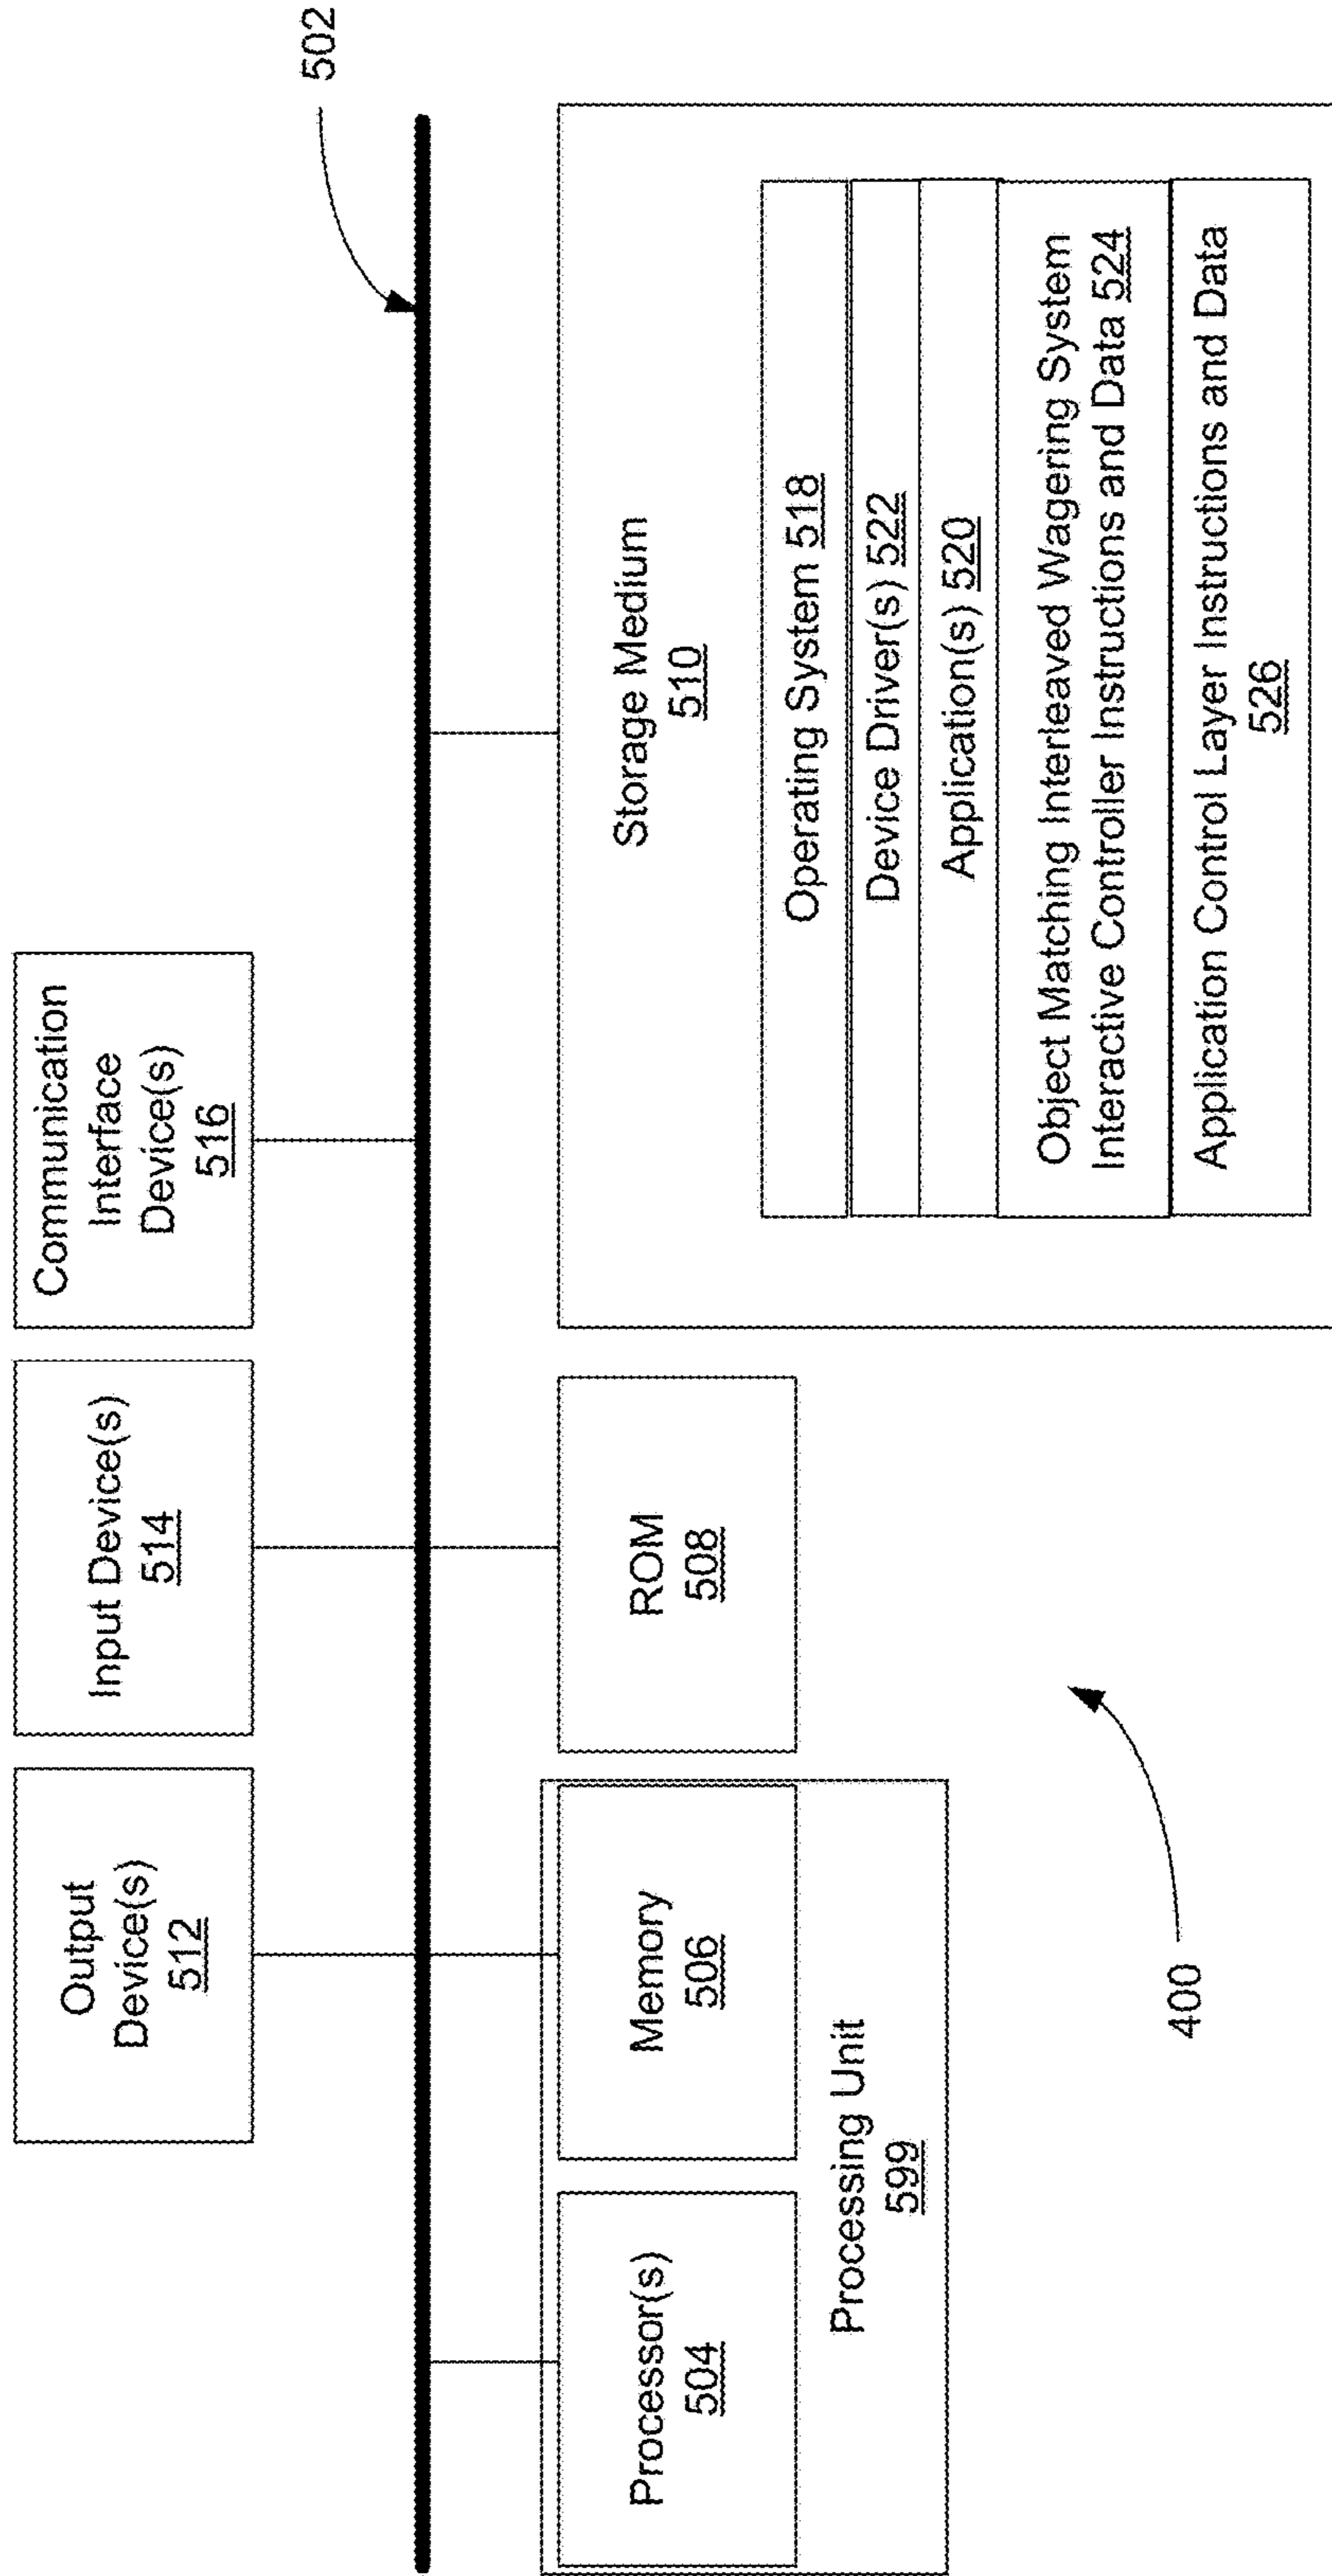 502
Output
Device(s)
512
Input Device(s)
514
Communication
Interface
Device(s)
516
Processor(s)
504
Memory
506
Processing Unit
599
ROM
508
Storage Medium
510
Operating System 518
Device Driver(s) 522
Application(s) 520
Object Matching Interleaved Wagering System
Interactive Controller Instructions and Data 524
Application Control Layer Instructions and Data
526
400